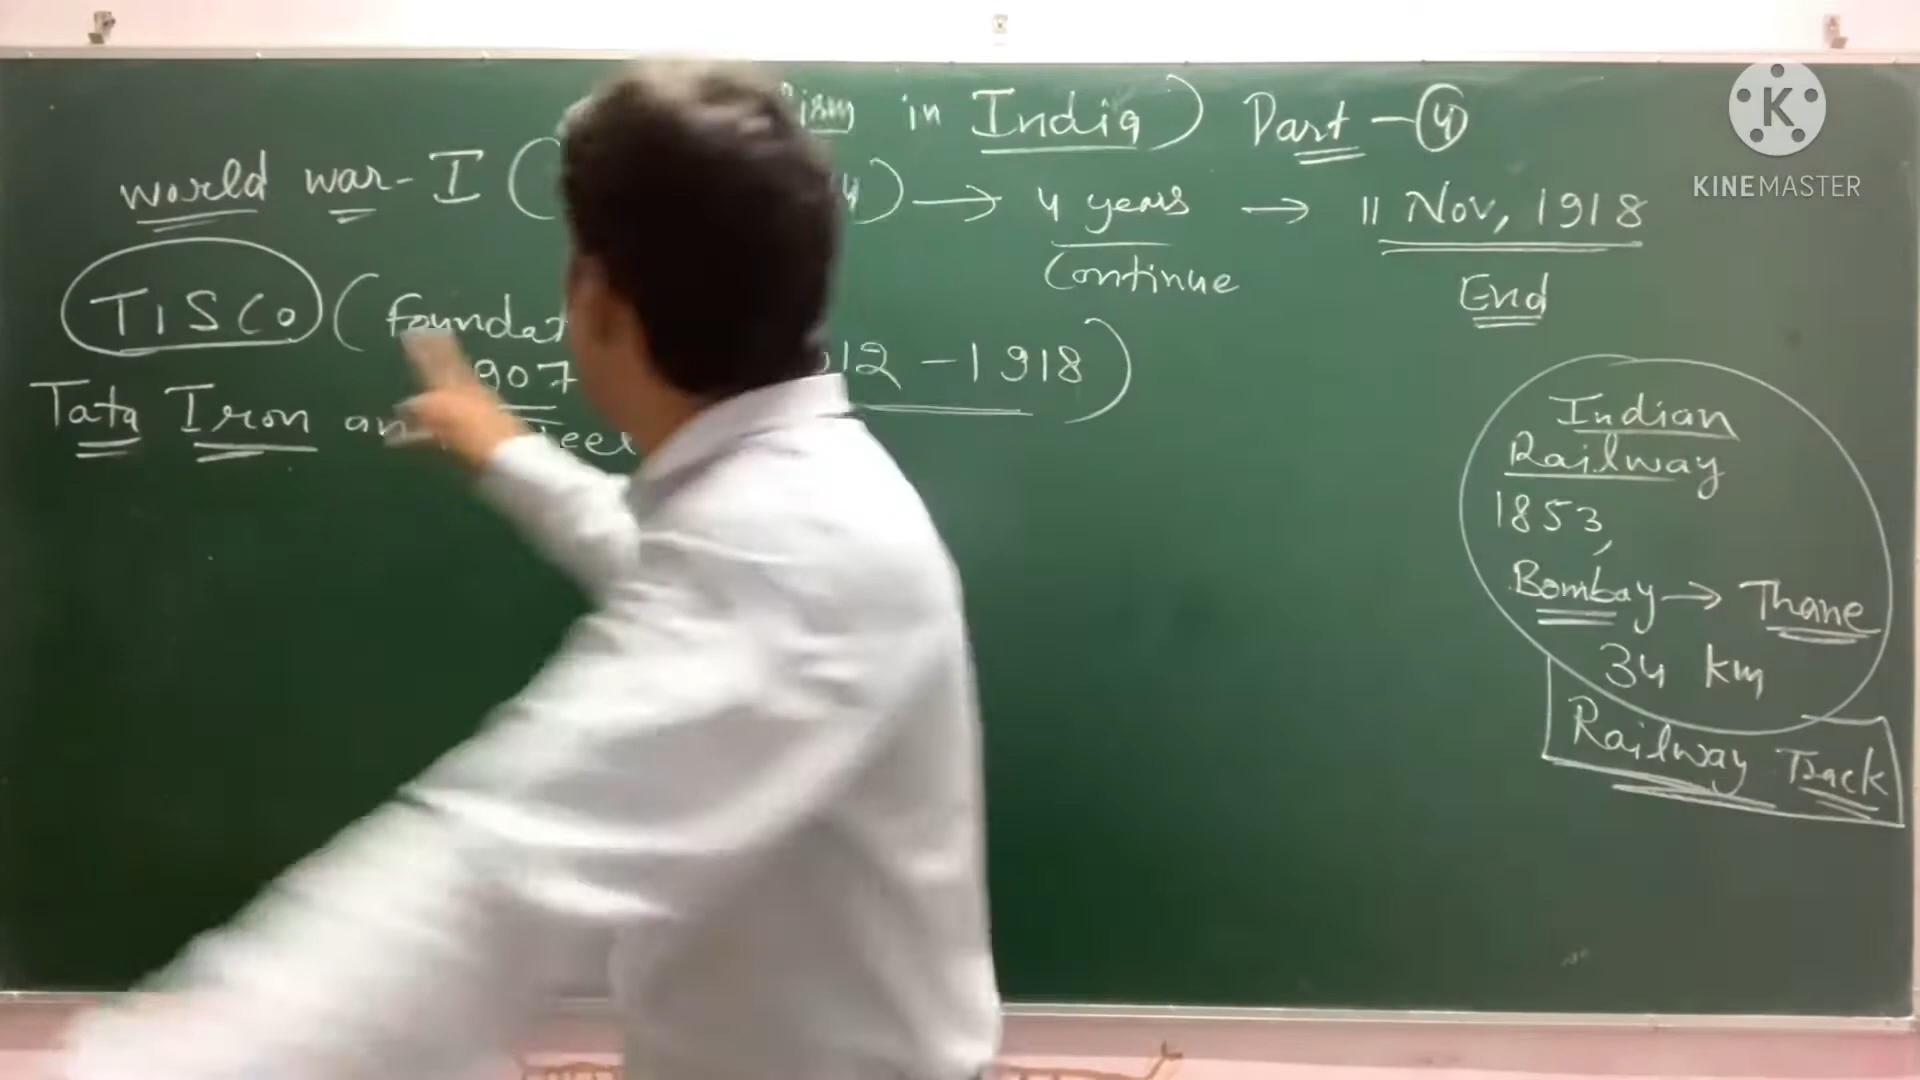 ism in India) Part - 4
World war - I ( 4) → 4 years → 11 Nov, 1918
Continue
End
TISCO (foundat
907 12 - 1918)
Tata Iron an eel
Indian
Railway
1853,
Bombay → Thane
34 km
Railway Track
K
KINEMASTER